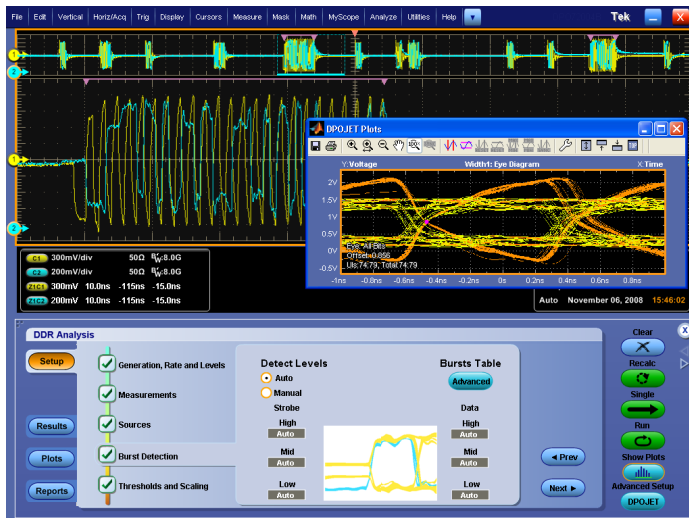 File Edit Vertical Horiz/Acq Trig Display Cursors Measure Mask Math MyScope Analyze Utilities Help Tek
1
2
DPOJET Plots
100%
Y:Voltage Width1: Eye Diagram X:Time
2V
1.5V
1V
0.5V
0V
-0.5V
Eye: All Bits
Offset: 0.856
UIs:74:79, Total:74:79
-1ns -0.8ns -0.6ns -0.4ns -0.2ns 0s 0.2ns 0.4ns 0.6ns 0.8ns 1ns
1
2
C1 300mV/div 50Ω BW:8.0G
C2 200mV/div 50Ω BW:8.0G
Z1C1 300mV 10.0ns -115ns -15.0ns
Z1C2 200mV 10.0ns -115ns -15.0ns
Auto November 06, 2008 15:46:02
DDR Analysis
Setup
Results
Plots
Reports
Generation, Rate and Levels
Measurements
Sources
Burst Detection
Thresholds and Scaling
Detect Levels
Auto
Manual
Strobe
High
Auto
Mid
Auto
Low
Auto
Bursts Table
Advanced
Data
High
Auto
Mid
Auto
Low
Auto
Prev
Next
Clear
X
Recalc
Single
Run
Show Plots
Advanced Setup
DPOJET